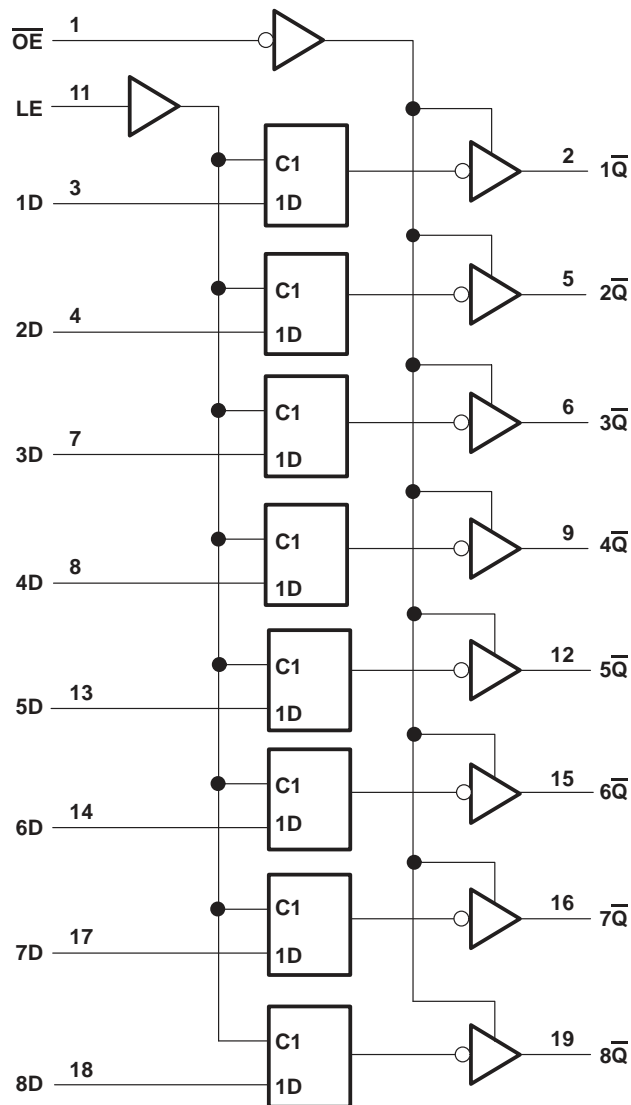 O̅E̅ 1
LE 11
C1
1D 3 1D 2 1Q̅
C1
2D 4 1D 5 2Q̅
C1
3D 7 1D 6 3Q̅
C1
4D 8 1D 9 4Q̅
C1
5D 13 1D 12 5Q̅
C1
6D 14 1D 15 6Q̅
C1
7D 17 1D 16 7Q̅
C1
8D 18 1D 19 8Q̅